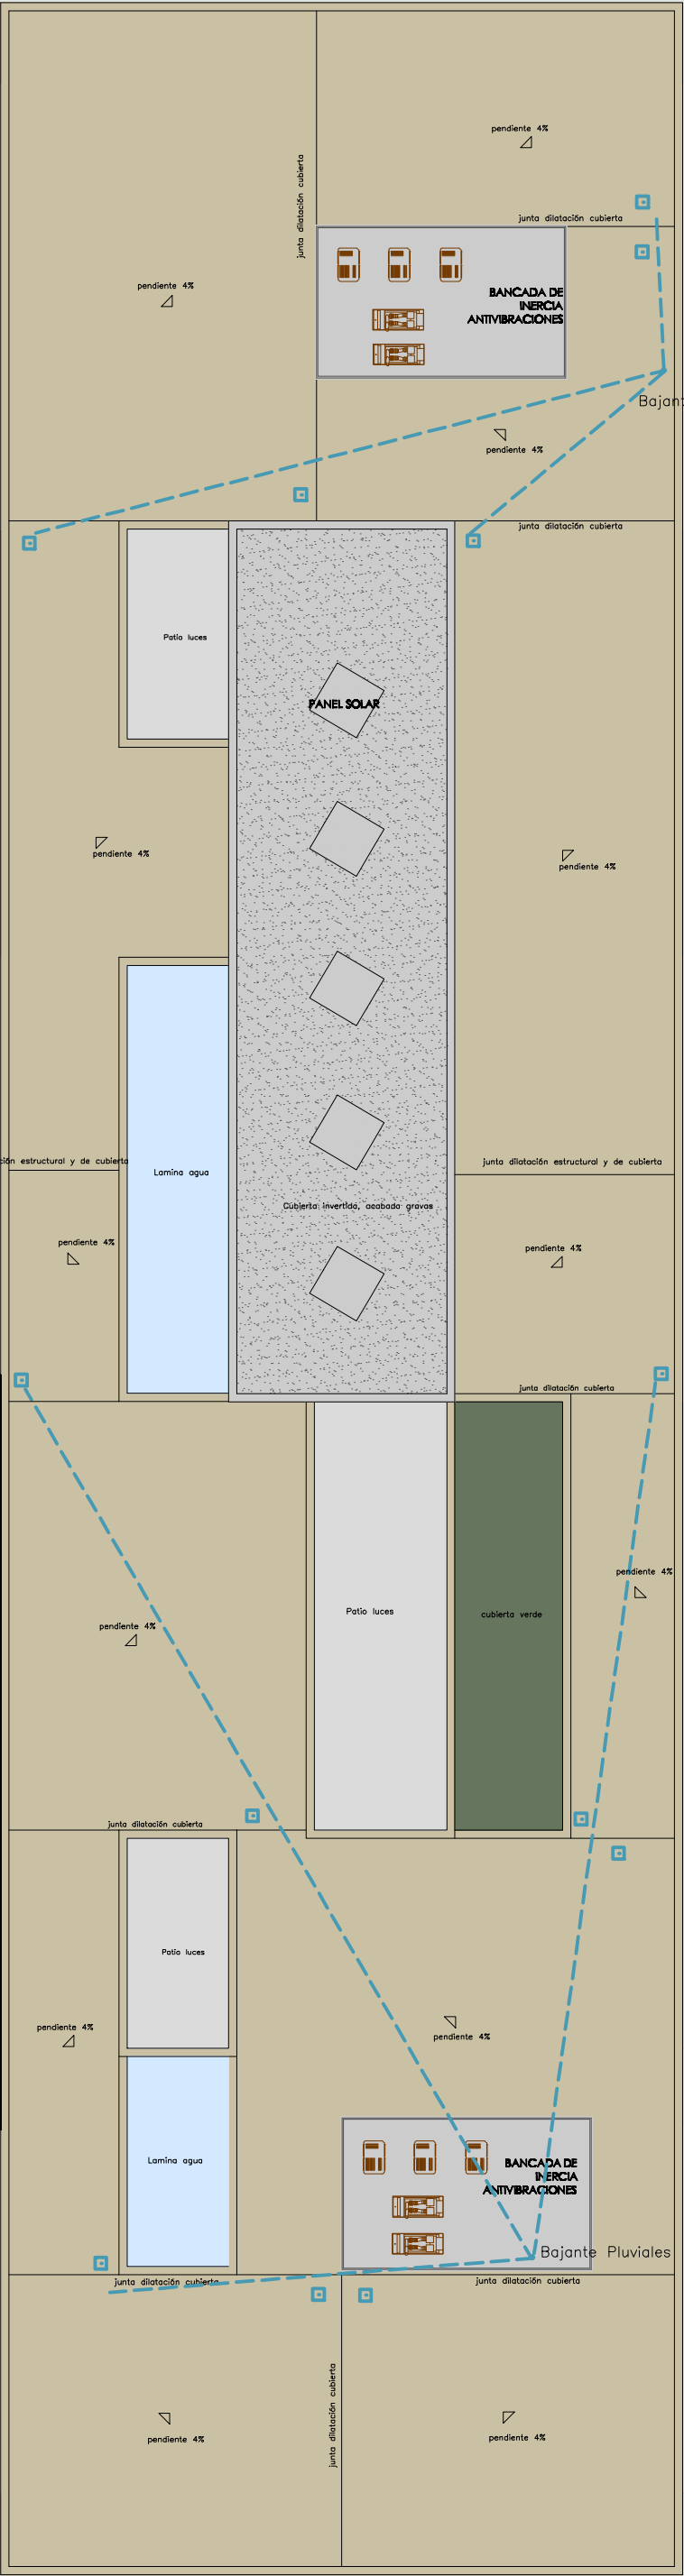 pendiente 4%
junta dilatación cubierta
junta dilatación cubierta
pendiente 4%
BANCADA DE
INERCIA
ANTIVIBRACIONES
Bajant
pendiente 4%
junta dilatación cubierta
Patio luces
PANEL SOLAR
pendiente 4%
pendiente 4%
ión estructural y de cubierta
junta dilatación estructural y de cubierta
Lamina agua
Cubierta invertida, acabada gravas
pendiente 4%
pendiente 4%
junta dilatación cubierta
pendiente 4%
Patio luces
cubierta verde
pendiente 4%
junta dilatación cubierta
Patio luces
pendiente 4%
pendiente 4%
Lamina agua
BANCADA DE
INERCIA
ANTIVIBRACIONES
Bajante Pluviales
junta dilatación cubierta
junta dilatación cubierta
junta dilatación cubierta
pendiente 4%
pendiente 4%